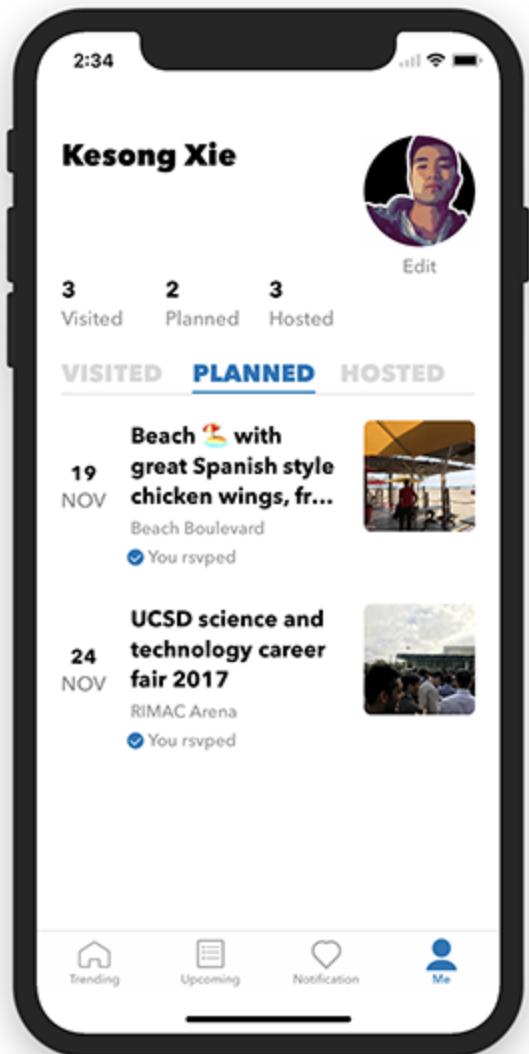 2:34
Kesong Xie
Edit
3 2 3
Visited Planned Hosted
VISITED PLANNED HOSTED
Beach 🏖️ with
great Spanish style
chicken wings, fr...
19
NOV
Beach Boulevard
You rsvped
UCSD science and
technology career
fair 2017
24
NOV
RIMAC Arena
You rsvped
Trending Upcoming Notification Me